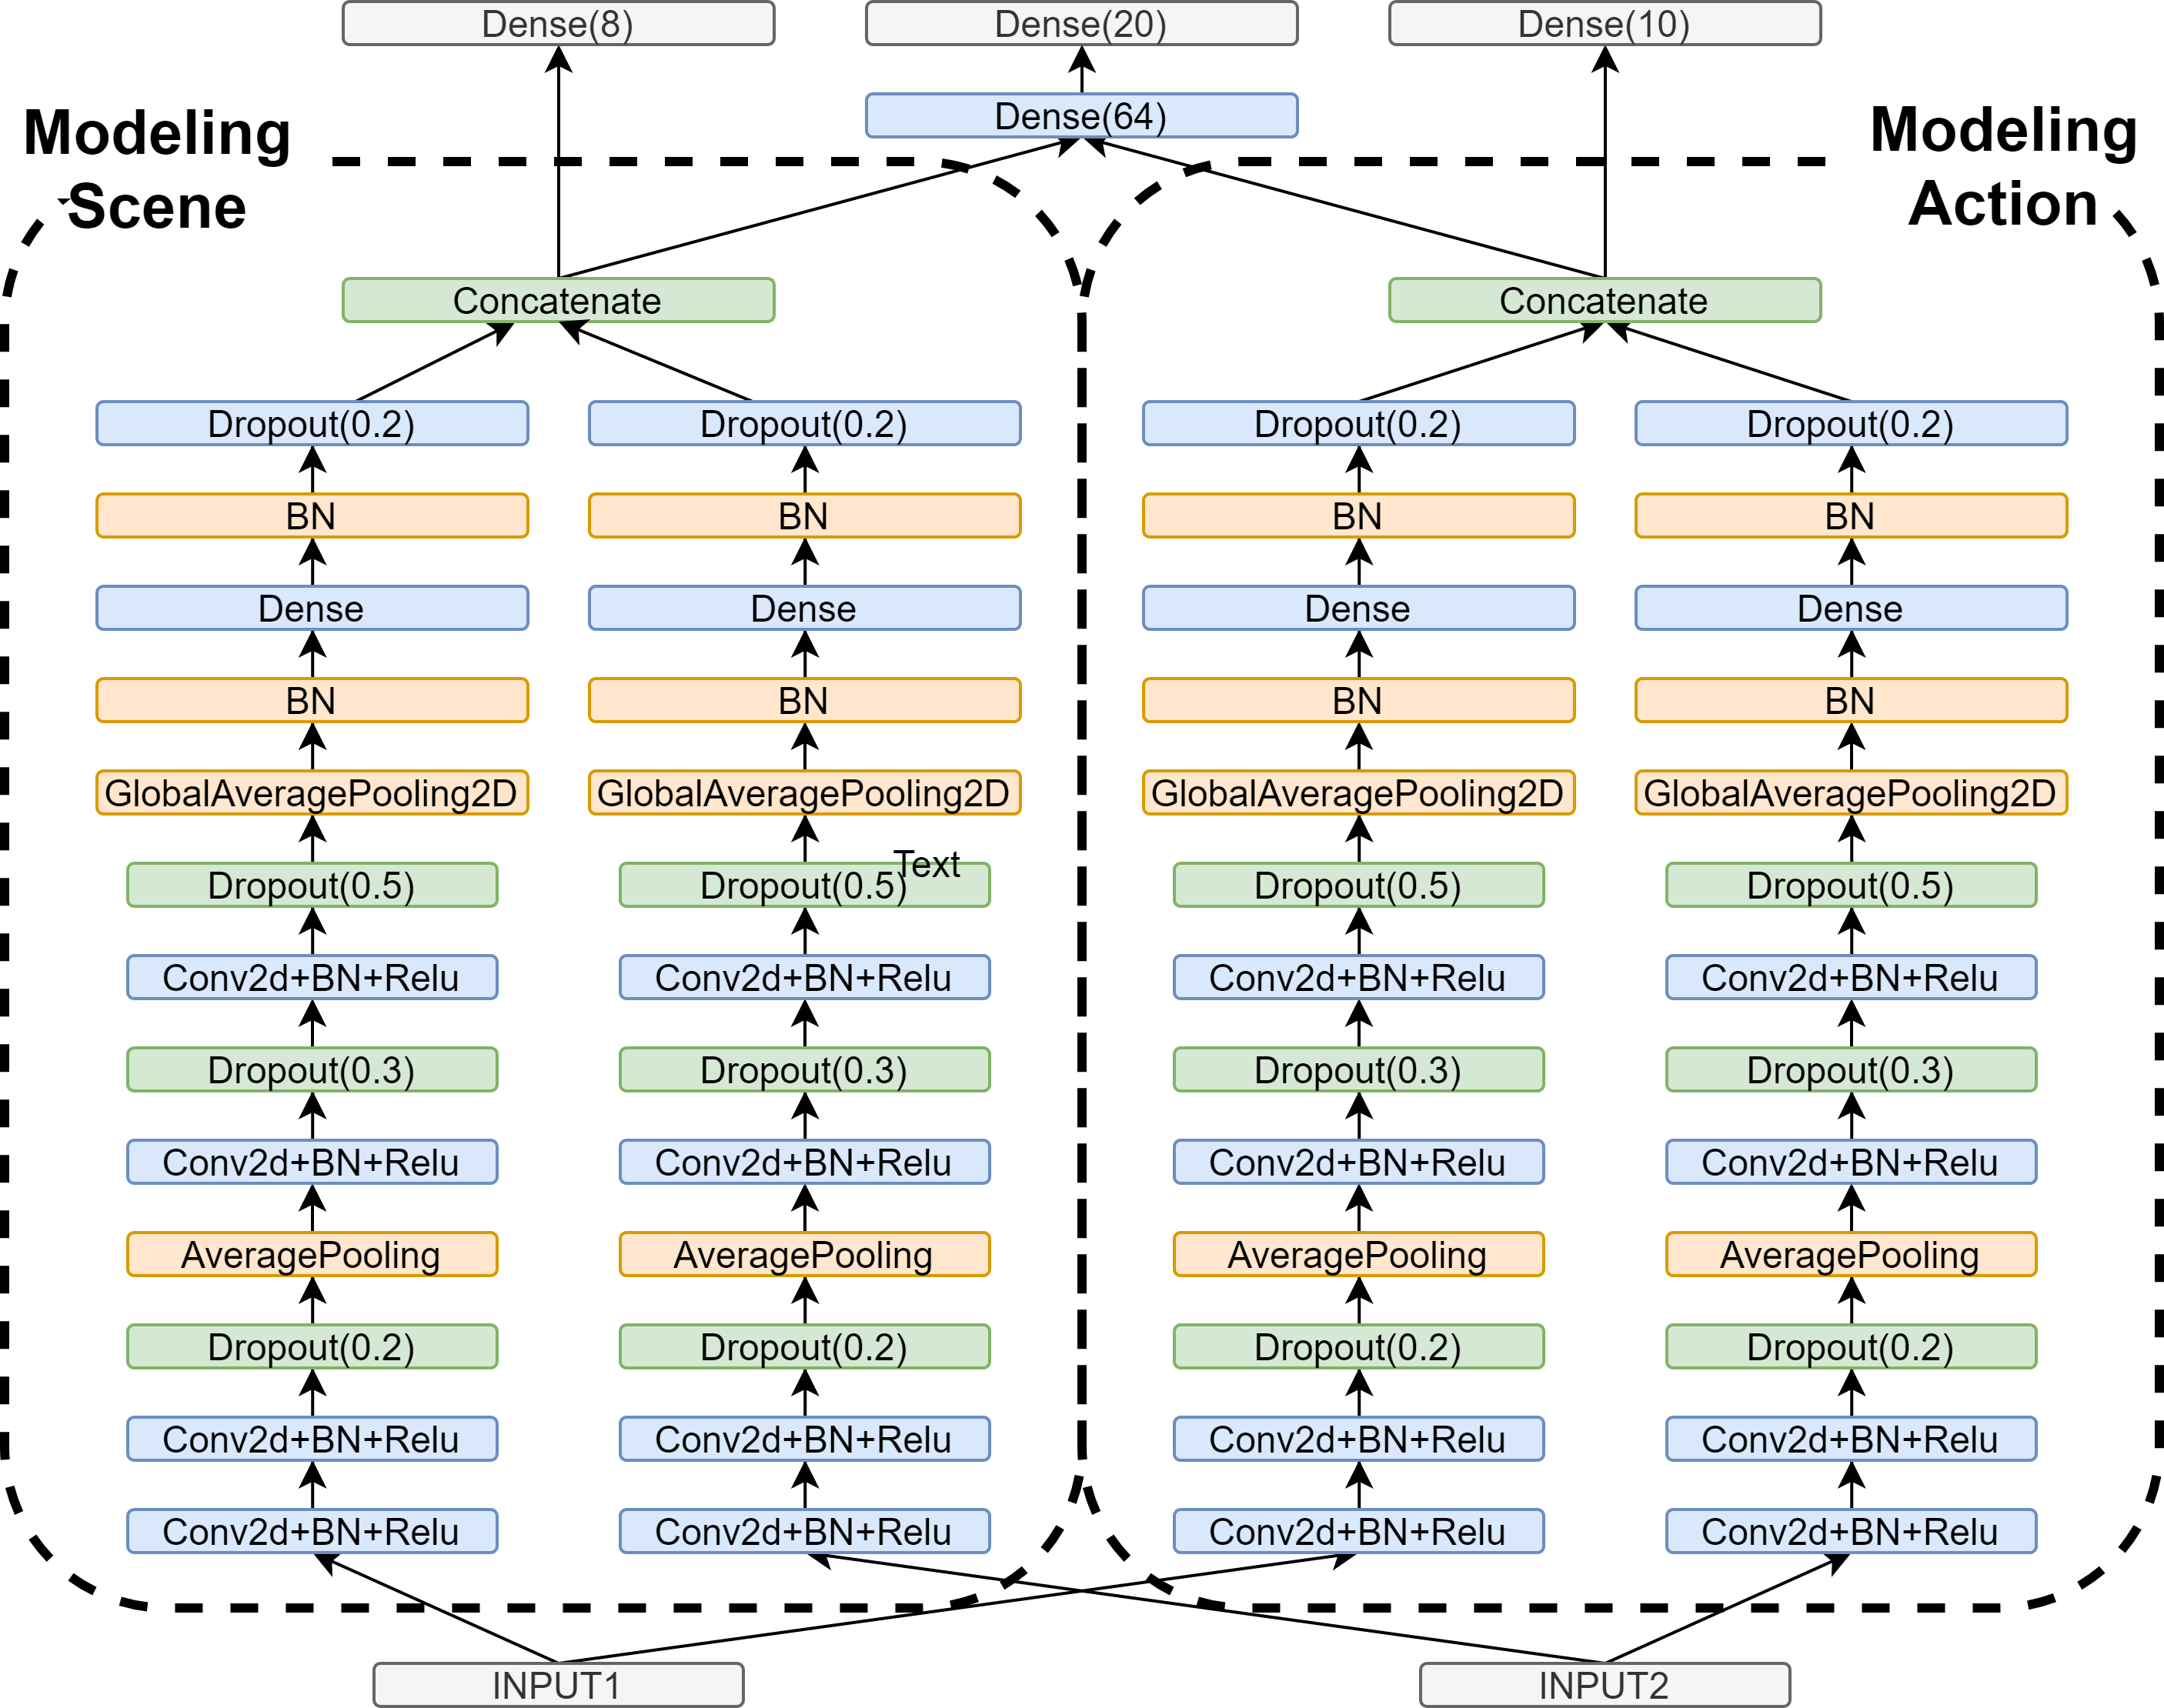 Dense(8)
Dense(20)
Dense(10)
Dense(64)
Modeling
Scene
Modeling
Action
Concatenate
Concatenate
Dropout(0.2)
Dropout(0.2)
Dropout(0.2)
Dropout(0.2)
BN
BN
BN
BN
Dense
Dense
Dense
Dense
BN
BN
BN
BN
GlobalAveragePooling2D
GlobalAveragePooling2D
GlobalAveragePooling2D
GlobalAveragePooling2D
Text
Dropout(0.5)
Dropout(0.5)
Dropout(0.5)
Dropout(0.5)
Conv2d+BN+Relu
Conv2d+BN+Relu
Conv2d+BN+Relu
Conv2d+BN+Relu
Dropout(0.3)
Dropout(0.3)
Dropout(0.3)
Dropout(0.3)
Conv2d+BN+Relu
Conv2d+BN+Relu
Conv2d+BN+Relu
Conv2d+BN+Relu
AveragePooling
AveragePooling
AveragePooling
AveragePooling
Dropout(0.2)
Dropout(0.2)
Dropout(0.2)
Dropout(0.2)
Conv2d+BN+Relu
Conv2d+BN+Relu
Conv2d+BN+Relu
Conv2d+BN+Relu
Conv2d+BN+Relu
Conv2d+BN+Relu
Conv2d+BN+Relu
Conv2d+BN+Relu
INPUT1
INPUT2